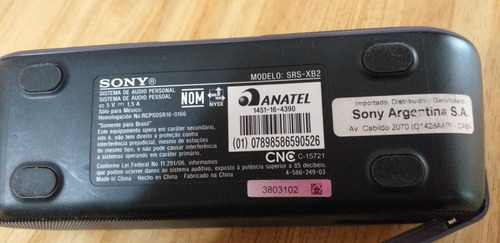 SONY®
MODELO: SRS-XB2
SISTEMA DE AUDIO PERSONAL
SISTEMA DE AUDIO PESSOAL
cc 5 V 1,5 A
Sólo para México:
Homologación No:RCPSOSR16-0166
NOM
NYCE
ANATEL
1451-16-4390
(01) 07898586590526
"Somente para Brasil"
Este equipamento opera em caráter secundário,
isto é, não tem direito a proteção contra
interferência prejudicial, mesmo de estações
do mesmo tipo, e não pode causar interferência
a sistemas operando em caráter primário.
CNC C-15721
Conforme Lei Federal No 11.291/06, informamos
que podem ocorrer danos ao sistema auditivo, exposto à potência superior a 85 decibéis.
Made in China / Hecho en China / Fabricado na China
4-586-249-03
3803102
Importado, Distribuido y Garantizado
Sony Argentina S.A.
Av. Cabildo 2070